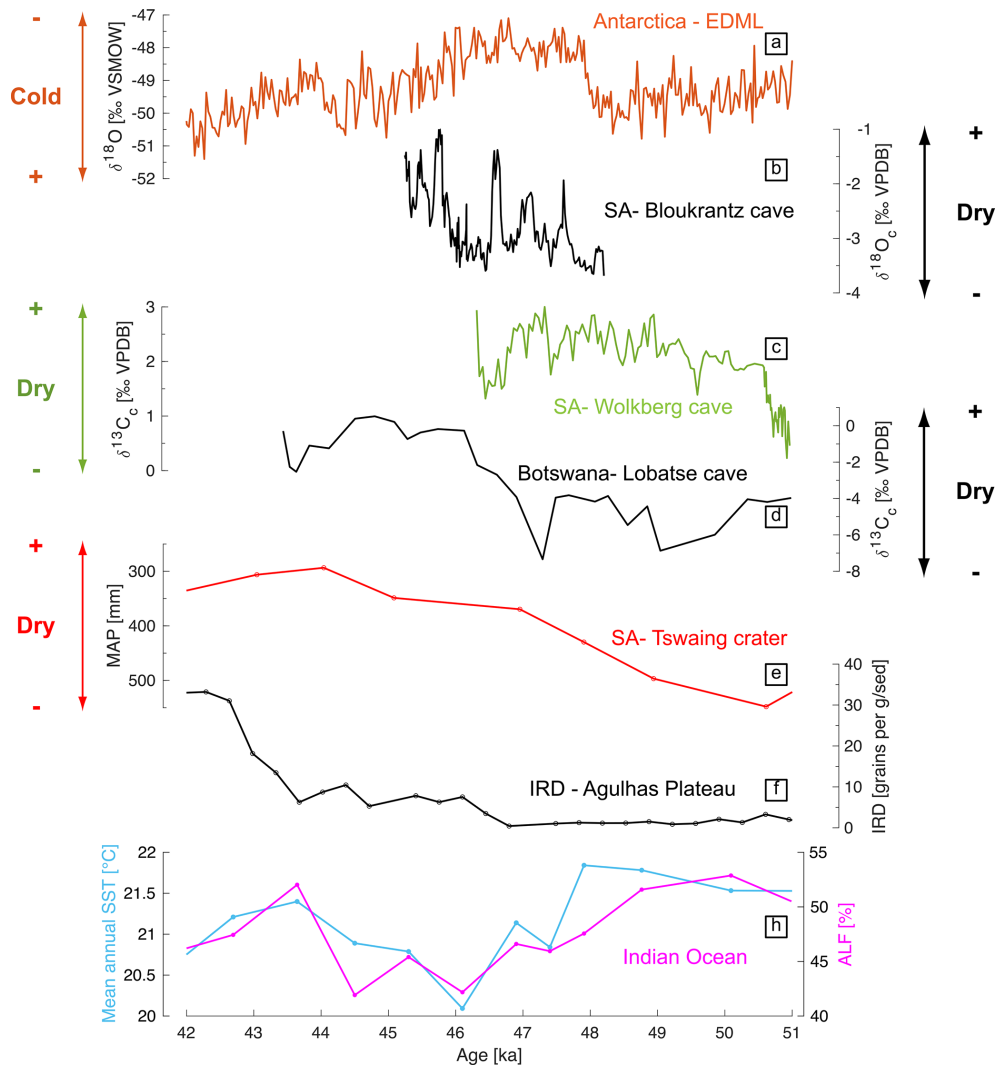 Antarctica - EDML
a
-
Cold
+
-47
-48
-49
-50
-51
-52
δ18O [‰ VSMOW]
b
SA- Bloukrantz cave
-1
-2
-3
-4
δ18Oc [‰ VPDB]
+
Dry
-
+
Dry
-
3
2
1
0
δ13Cc [‰ VPDB]
c
SA- Wolkberg cave
Botswana- Lobatse cave
d
0
-2
-4
-6
-8
δ13Cc [‰ VPDB]
+
Dry
-
+
Dry
-
300
400
500
MAP [mm]
SA- Tswaing crater
e
IRD - Agulhas Plateau
f
40
30
20
10
0
IRD [grains per g/sed]
22
21.5
21
20.5
20
Mean annual SST [°C]
h
Indian Ocean
55
50
45
40
ALF [%]
42 43 44 45 46 47 48 49 50 51
Age [ka]